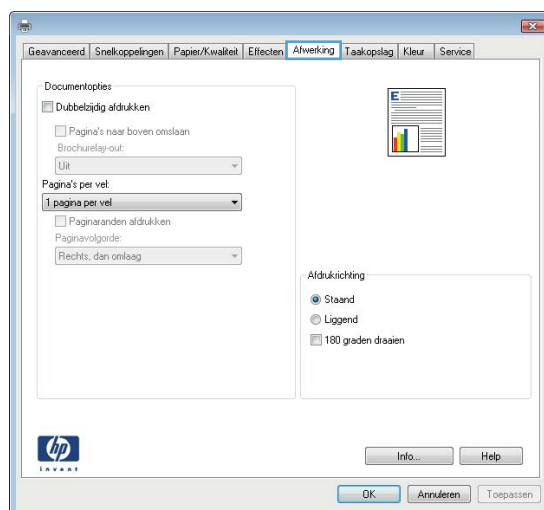 Geavanceerd Snelkoppelingen Papier/Kwaliteit Effecten Afwerking Taakopslag Kleur Service
Documentopties
Dubbelzijdig afdrukken
Pagina's naar boven omslaan
Brochurelay-out:
Uit
Pagina's per vel:
1 pagina per vel
Paginaranden afdrukken
Paginavolgorde:
Rechts, dan omlaag
E
Afdrukrichting
Staand
Liggend
180 graden draaien
hp
invent
Info... Help
OK Annuleren Toepassen